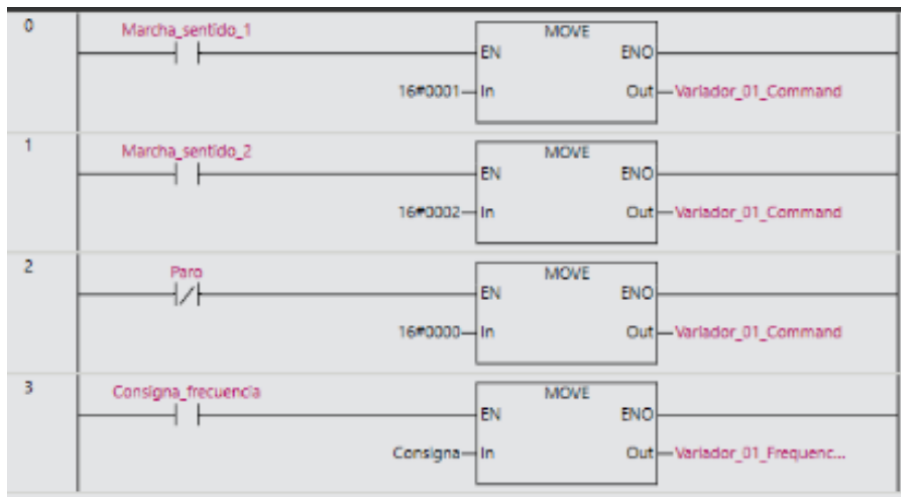 0
Marcha_sentido_1
MOVE
EN ENO
16#0001 In Out Variador_01_Command
1
Marcha_sentido_2
MOVE
EN ENO
16#0002 In Out Variador_01_Command
2
Paro
MOVE
EN ENO
16#0000 In Out Variador_01_Command
3
Consigna_frecuencia
MOVE
EN ENO
Consigna In Out Variador_01_Frequenc...